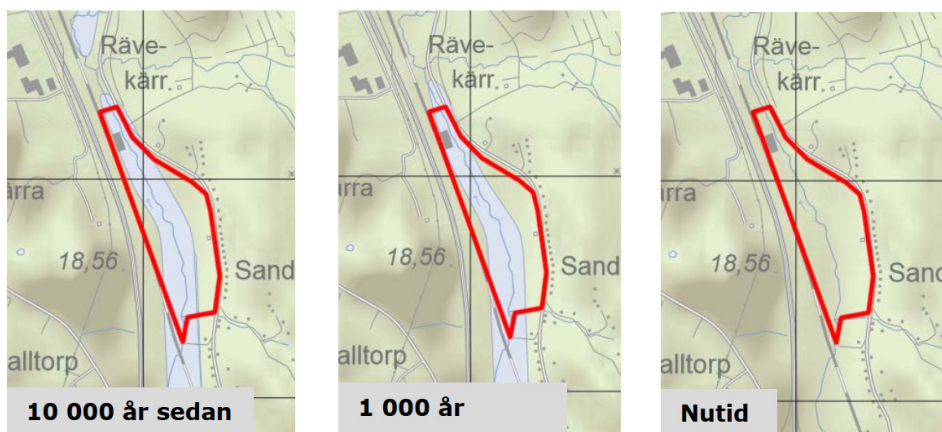 Räve-
kärr.
arra
18,56
Sand
alltorp
10 000 år sedan
Räve-
kärr.
rra
18,56
Sand
alltorp
1 000 år
Räve-
kärr.
arra
18,56
Sand
alltorp
Nutid